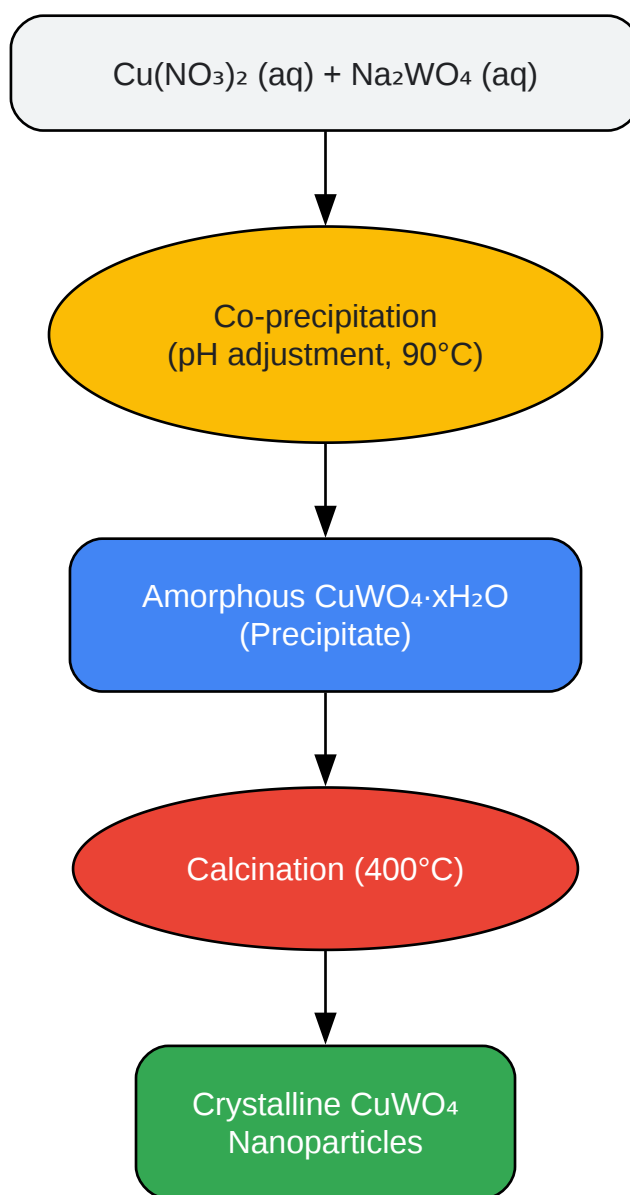 Cu(NO₃)₂ (aq) + Na₂WO₄ (aq)
Co-precipitation
(pH adjustment, 90°C)
Amorphous CuWO₄·xH₂O
(Precipitate)
Calcination (400°C)
Crystalline CuWO₄
Nanoparticles